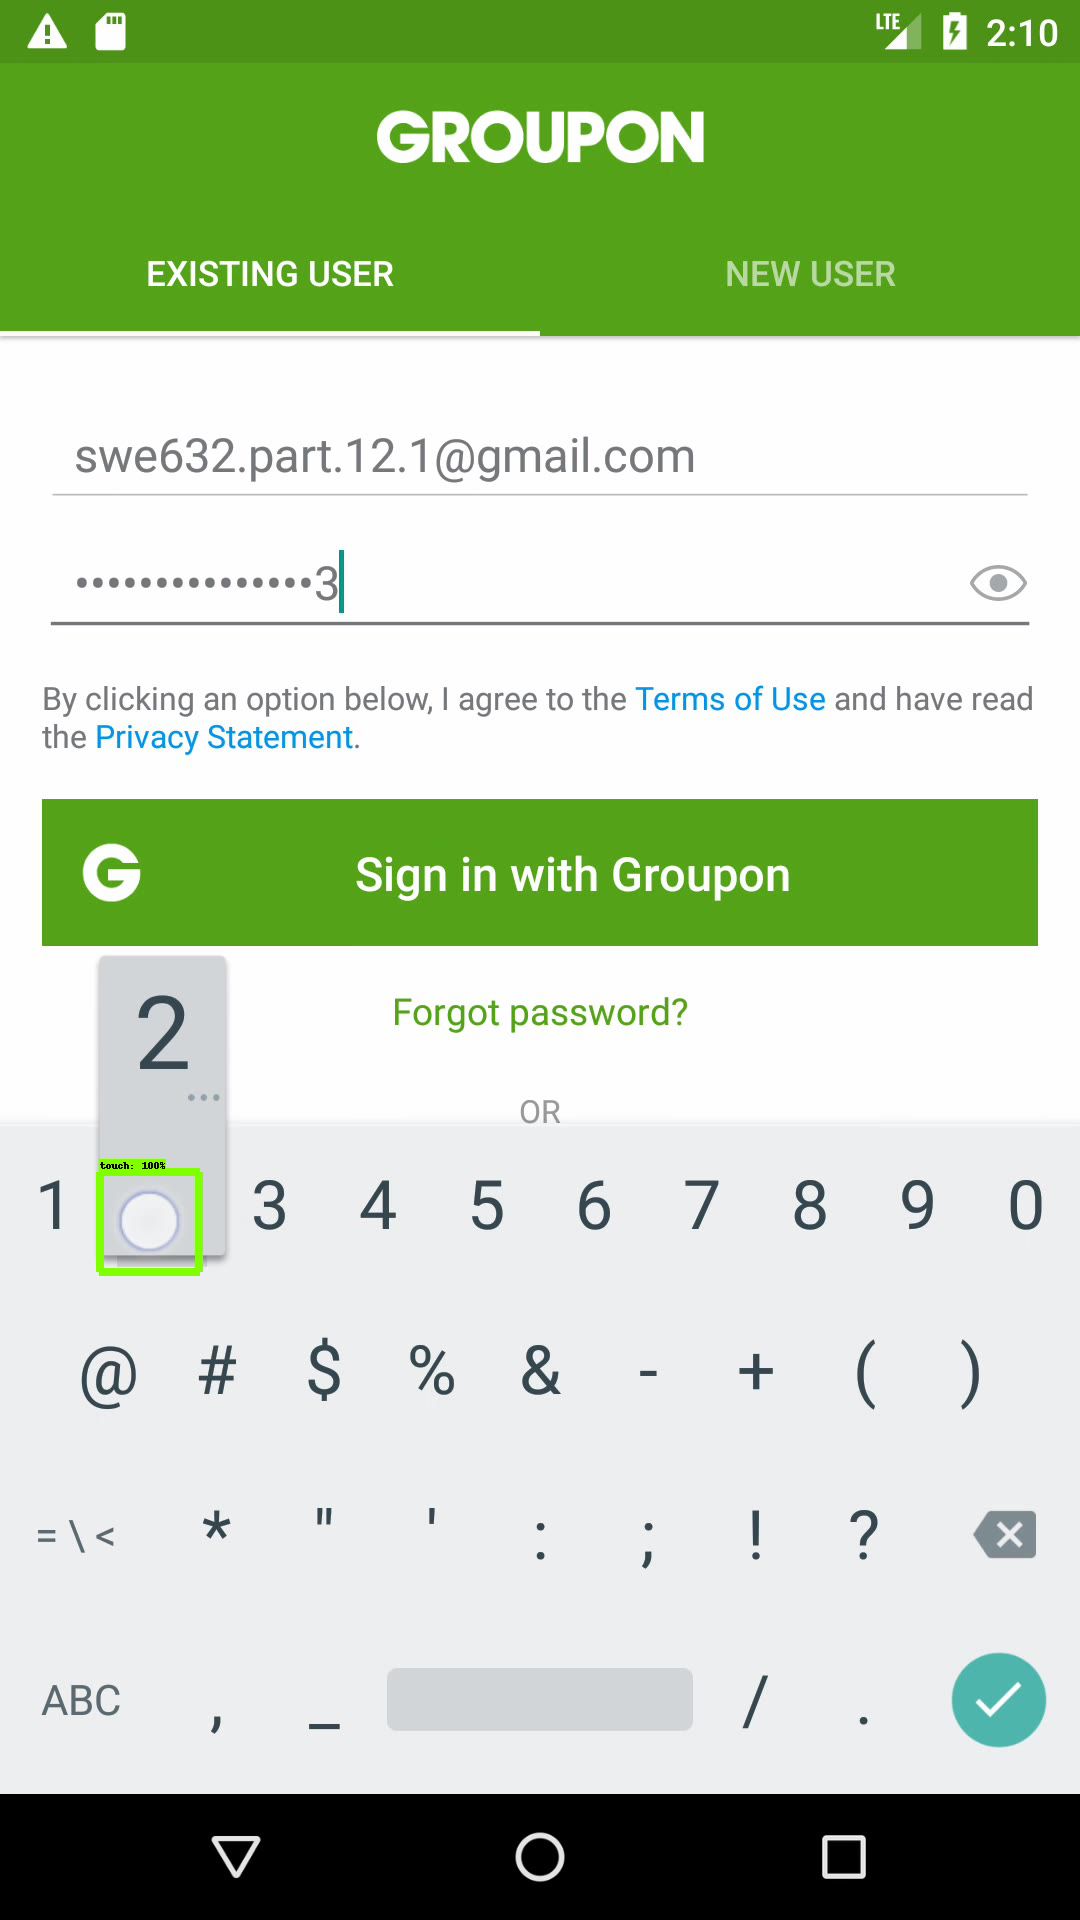 LTE 2:10
GROUPON
EXISTING USER NEW USER
swe632.part.12.1@gmail.com
•••••••••••••••3
By clicking an option below, I agree to the Terms of Use and have read
the Privacy Statement.
G Sign in with Groupon
2
...
Forgot password?
OR
touch: 100%
1 3 4 5 6 7 8 9 0
@ # $ % & - + ( )
= \ < * " ' : ; ! ?
ABC , _ / .